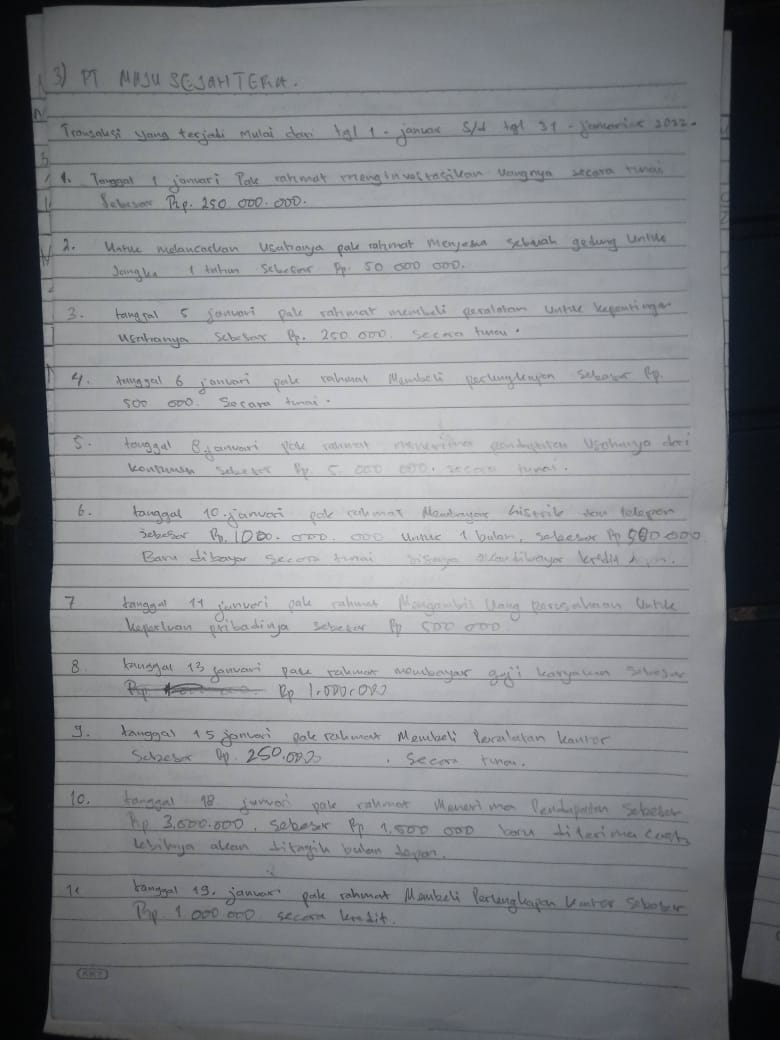 3) PT MAJU SEJAHTERA.
Transaksi yang terjadi mulai dari tgl 1 - januar s/d tgl 31 - januarie 2022.
1. Tanggal 1 januari Pak rahmat menginvestasikan uangnya secara tunai
Sebesar Rp. 250 000.000.
2. Untuk melancarkan usahanya pak rahmat menyewa sebuah gedung untuk
Jangka 1 tahun sebesar Rp. 50 000 000.
3. tanggal 5 januari pak rahmat membeli peralatan untuk kepentingan
usahanya sebesar Rp. 250 000. secara tunai.
4. tanggal 6 januari pak rahmat Membeli perlengkapan sebesar Rp.
500 000. Secara tunai.
5. tanggal 8 januari pak rahmat menerima pendapatan usahanya dari
konsumen sebesar Rp. 5. 000 000. secara tunai.
6. tanggal 10 januari pak rahmat Membayar listrik dan telepon
sebesar Rp. 000. 000 untuk 1 bulan, sebesar Rp 500 000
Baru dibayar secara tunai sisanya dibayar kredit
7 tanggal 11 januari pak rahmat Mengambil Uang perusahaan untuk
keperluan pribadinya sebesar Rp 500 000
8. tanggal 13 januari pak rahmat membayar gaji karyawan sebesar
Rp Rp 1.000.000
9. tanggal 15 januari pak rahmat Membeli Peralatan kantor
Sebesar Rp. 250.000 . Secara tunai.
10. tanggal 18 januari pak rahmat Menerima Pendapatan sebesar
Rp 3,000.000, sebesar Rp 1,500 000 baru diterima cash
lebihnya akan ditagih bulan depan.
11 tanggal 19. januari pak rahmat Membeli Perlengkapan kantor sebesar
Rp 1 000.000 secara kredit.